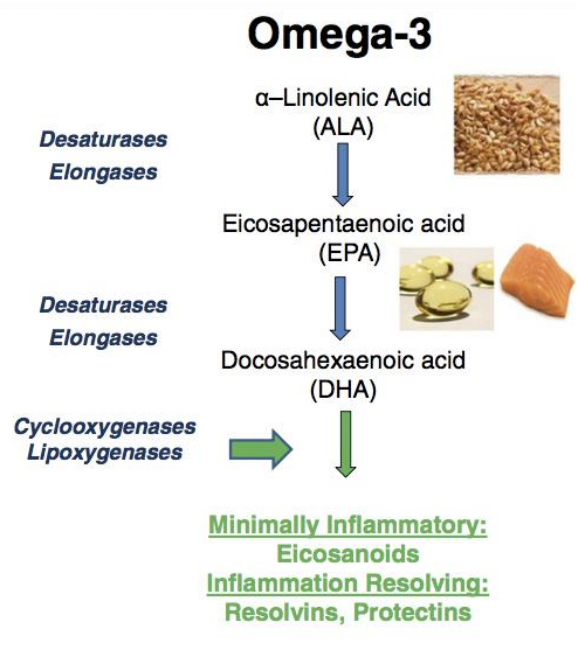 Omega-3
α–Linolenic Acid
(ALA)
Desaturases
Elongases
Eicosapentaenoic acid
(EPA)
Desaturases
Elongases
Docosahexaenoic acid
(DHA)
Cyclooxygenases
Lipoxygenases
Minimally Inflammatory:
Eicosanoids
Inflammation Resolving:
Resolvins, Protectins